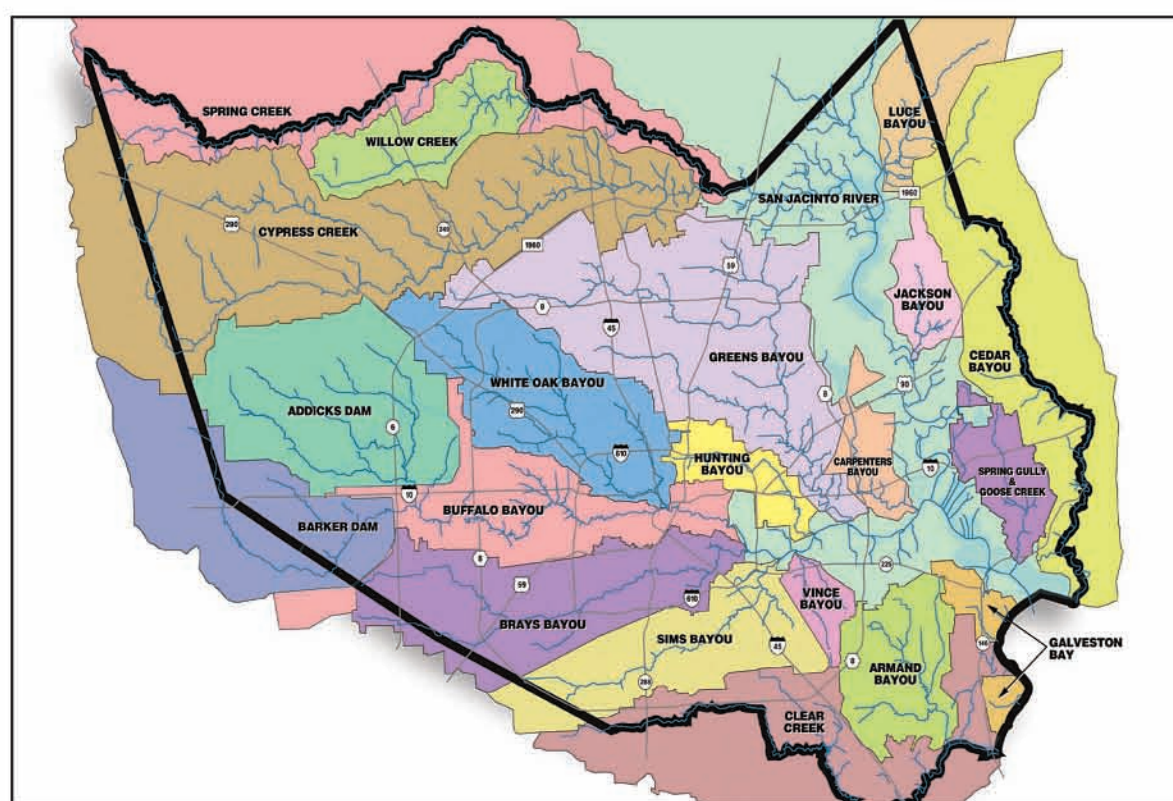 SPRING CREEK
WILLOW CREEK
LUCE
BAYOU
SAN JACINTO RIVER
1960
290
CYPRESS CREEK
249
1960
59
JACKSON
BAYOU
8
45
GREENS BAYOU
CEDAR
BAYOU
WHITE OAK BAYOU
8
90
ADDICKS DAM
290
6
610
HUNTING
BAYOU
CARPENTERS
BAYOU
10
SPRING GULLY
&
GOOSE CREEK
10
BUFFALO BAYOU
BARKER DAM
8
59
225
610
VINCE
BAYOU
BRAYS BAYOU
SIMS BAYOU
45
8
146
GALVESTON
BAY
ARMAND
BAYOU
288
CLEAR
CREEK